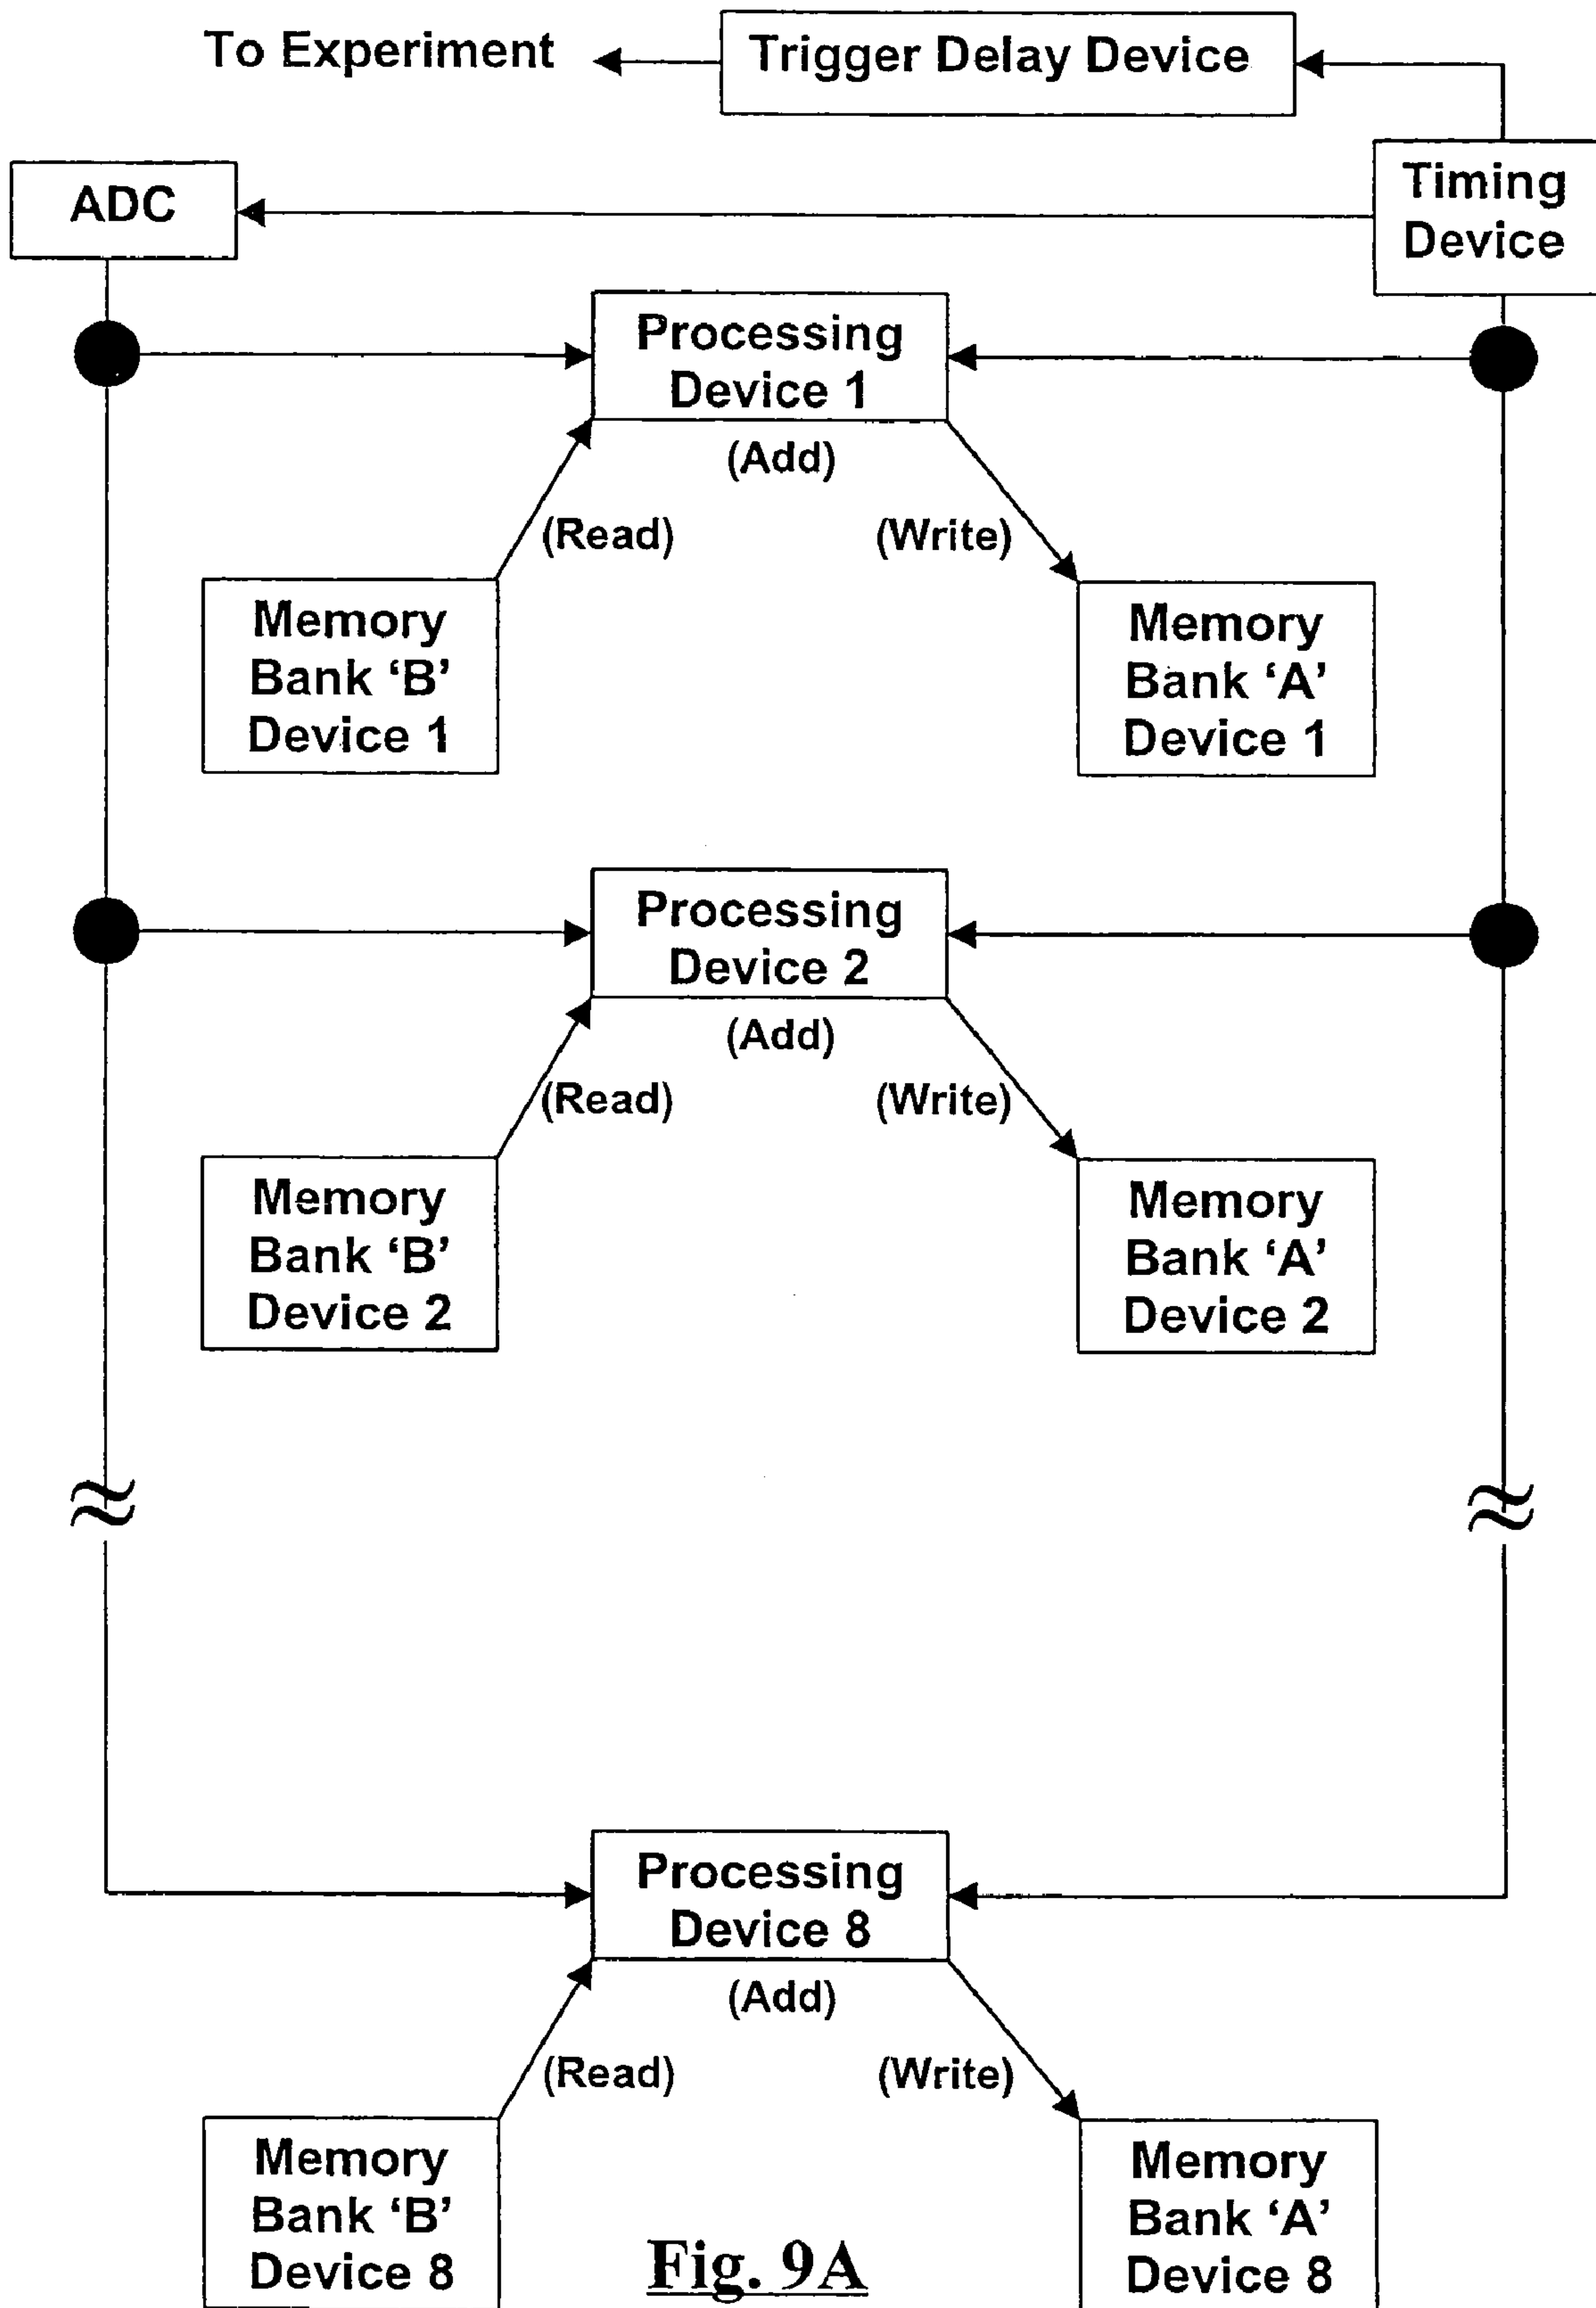 To Experiment
Trigger Delay Device
ADC
Timing
Device
Processing
Device 1
(Add)
(Read)
(Write)
Memory
Bank ‘B’
Device 1
Memory
Bank ‘A’
Device 1
Processing
Device 2
(Add)
(Read)
(Write)
Memory
Bank ‘B’
Device 2
Memory
Bank ‘A’
Device 2
Processing
Device 8
(Add)
(Read)
(Write)
Memory
Bank ‘B’
Device 8
Memory
Bank ‘A’
Device 8
Fig. 9A